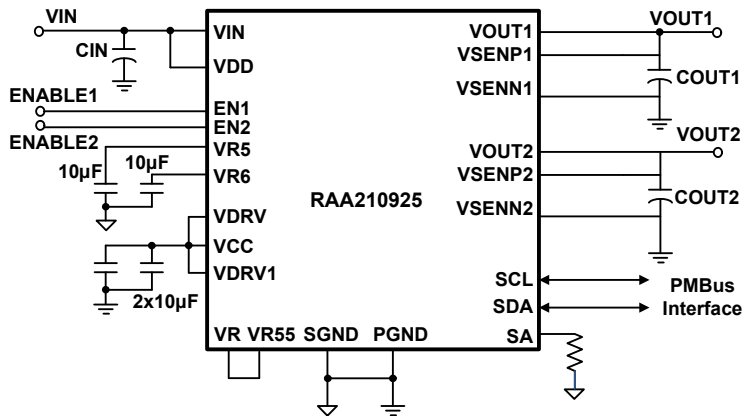 VIN
CIN
ENABLE1
ENABLE2
10µF
10µF
2x10µF
VIN
VDD
EN1
EN2
VR5
VR6
VDRV
VCC
VDRV1
VR VR55 SGND PGND SA
RAA210925
VOUT1
VSENP1
VSENN1
VOUT2
VSENP2
VSENN2
SCL
SDA
VOUT1
COUT1
VOUT2
COUT2
PMBus
Interface